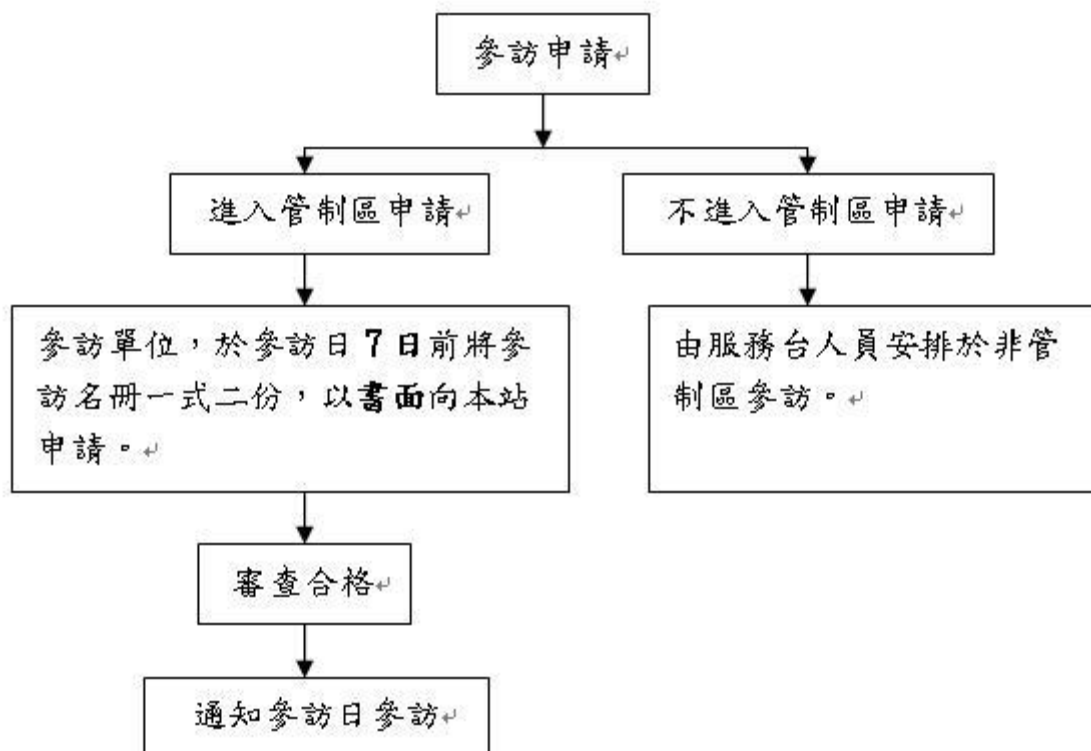 參訪申請
進入管制區申請
不進入管制區申請
參訪單位，於參訪日7日前將參
訪名冊一式二份，以書面向本站
申請。
由服務台人員安排於非管
制區參訪。
審查合格
通知參訪日參訪